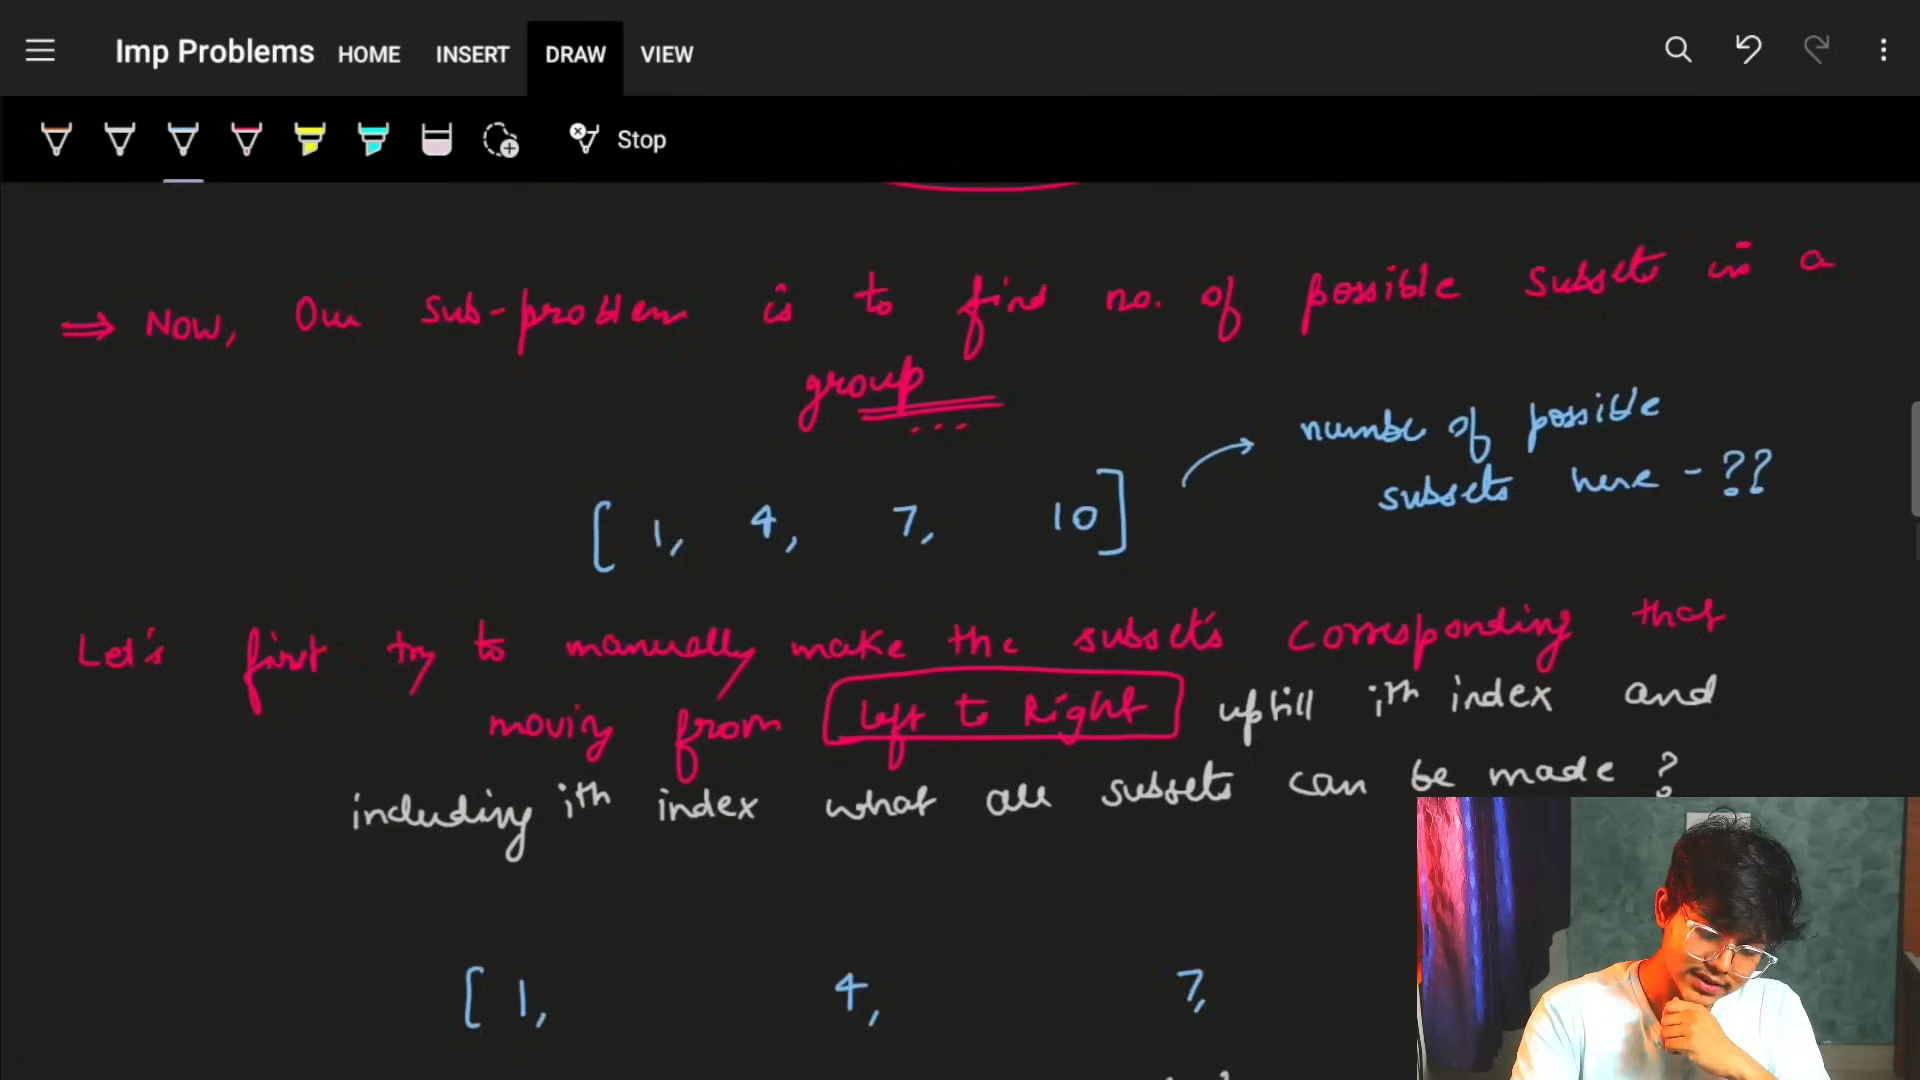 Imp Problems HOME INSERT DRAW VIEW
Stop
⇒ Now, Our sub-problem is to find no. of possible subsets in a
group
...
number of possible
subsets here - ??
[ 1, 4, 7, 10]
Let's first try to manually make the subsets corresponding that
moving from Left to Right uptill ith index and
including ith index what all subsets can be made ?
[ 1, 4, 7,